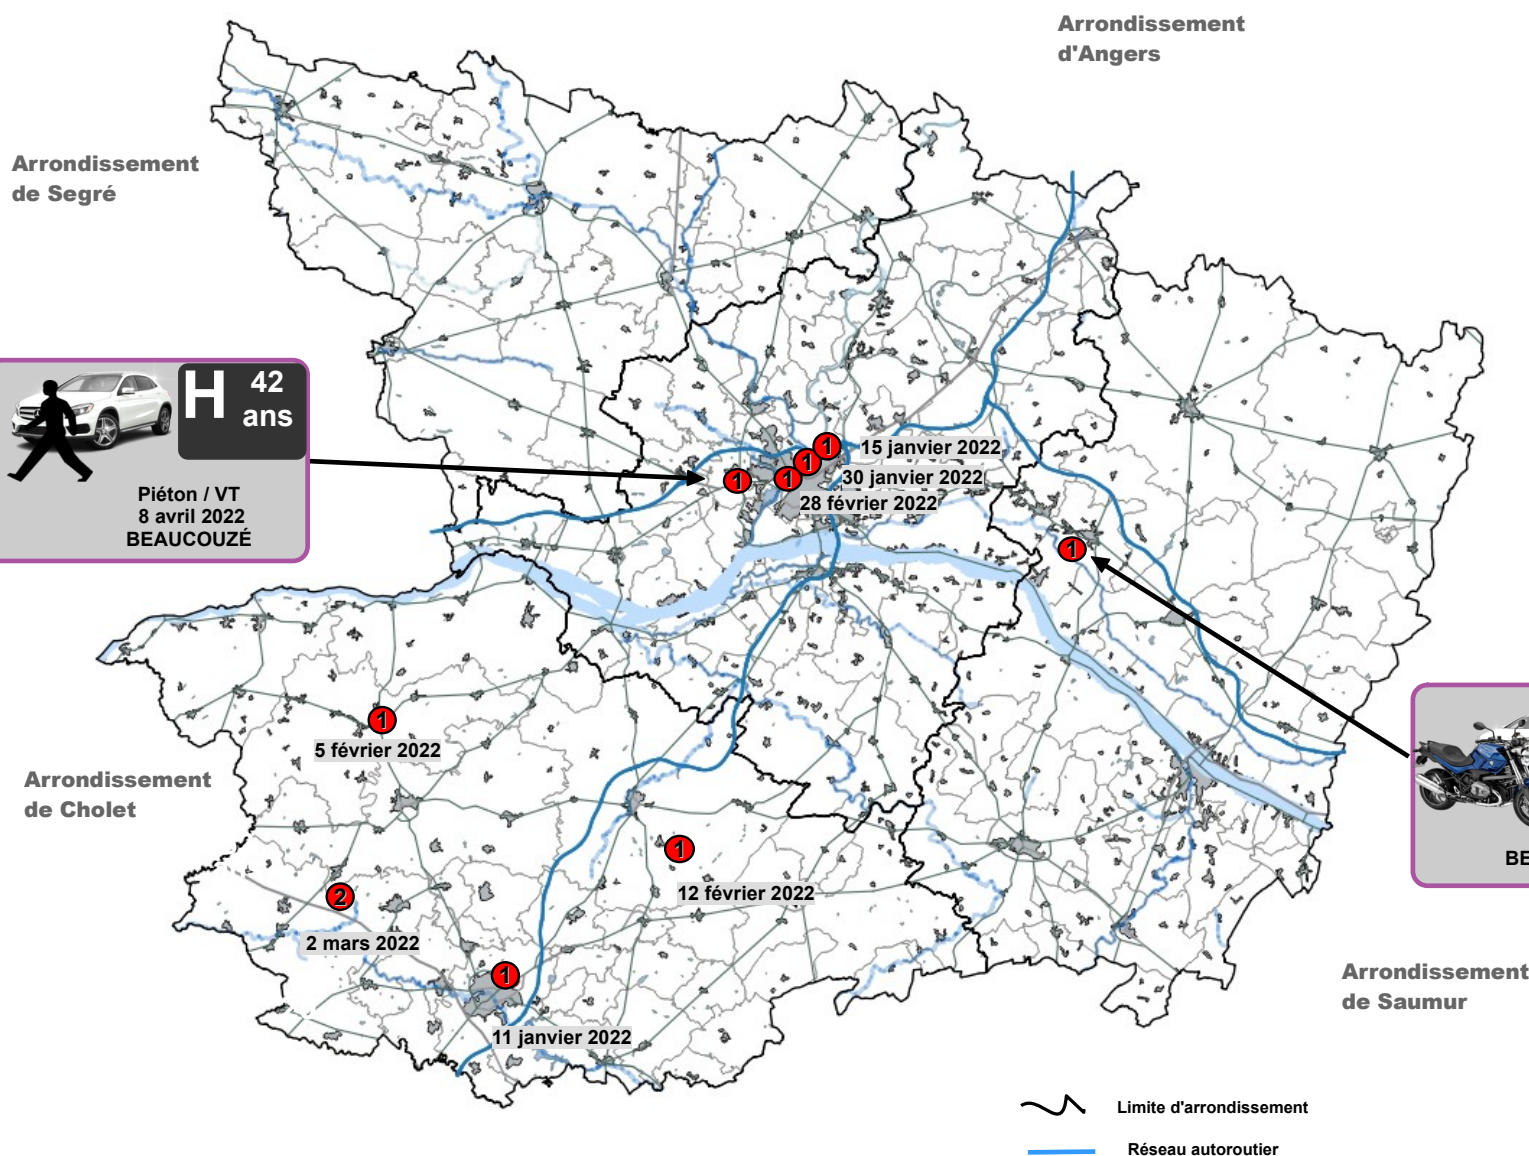 Arrondissement
d'Angers
Arrondissement
de Segré
H 42
ans
Piéton / VT
8 avril 2022
BEAUCOUZÉ
1
1
1
1
15 janvier 2022
30 janvier 2022
28 février 2022
1
1
5 février 2022
Arrondissement
de Cholet
1
12 février 2022
BE
2
2 mars 2022
1
11 janvier 2022
Arrondissement
de Saumur
Limite d'arrondissement
Réseau autoroutier